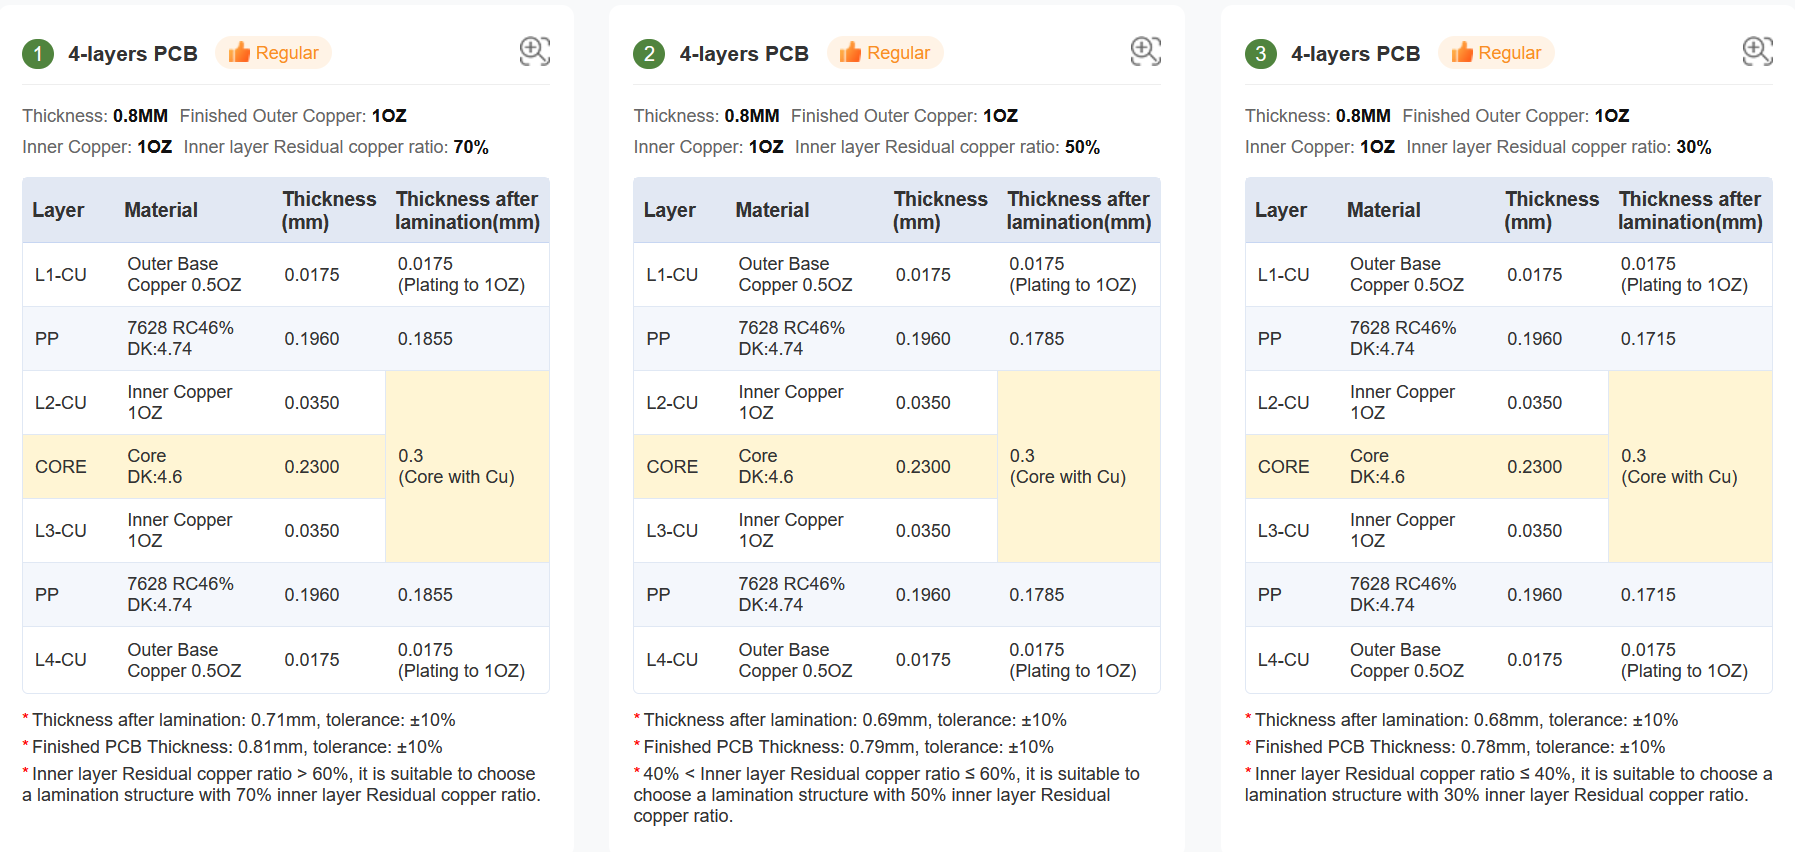 1 4-layers PCB Regular
Thickness: 0.8MM Finished Outer Copper: 1OZ
Inner Copper: 1OZ Inner layer Residual copper ratio: 70%
Layer Material Thickness (mm) Thickness after lamination(mm)
L1-CU Outer Base Copper 0.5OZ 0.0175 0.0175 (Plating to 1OZ)
PP 7628 RC46% DK:4.74 0.1960 0.1855
L2-CU Inner Copper 1OZ 0.0350
CORE Core DK:4.6 0.2300 0.3 (Core with Cu)
L3-CU Inner Copper 1OZ 0.0350
PP 7628 RC46% DK:4.74 0.1960 0.1855
L4-CU Outer Base Copper 0.5OZ 0.0175 0.0175 (Plating to 1OZ)
* Thickness after lamination: 0.71mm, tolerance: ±10%
* Finished PCB Thickness: 0.81mm, tolerance: ±10%
* Inner layer Residual copper ratio > 60%, it is suitable to choose
a lamination structure with 70% inner layer Residual copper ratio.
2 4-layers PCB Regular
Thickness: 0.8MM Finished Outer Copper: 1OZ
Inner Copper: 1OZ Inner layer Residual copper ratio: 50%
Layer Material Thickness (mm) Thickness after lamination(mm)
L1-CU Outer Base Copper 0.5OZ 0.0175 0.0175 (Plating to 1OZ)
PP 7628 RC46% DK:4.74 0.1960 0.1785
L2-CU Inner Copper 1OZ 0.0350
CORE Core DK:4.6 0.2300 0.3 (Core with Cu)
L3-CU Inner Copper 1OZ 0.0350
PP 7628 RC46% DK:4.74 0.1960 0.1785
L4-CU Outer Base Copper 0.5OZ 0.0175 0.0175 (Plating to 1OZ)
* Thickness after lamination: 0.69mm, tolerance: ±10%
* Finished PCB Thickness: 0.79mm, tolerance: ±10%
* 40% < Inner layer Residual copper ratio ≤ 60%, it is suitable to
choose a lamination structure with 50% inner layer Residual
copper ratio.
3 4-layers PCB Regular
Thickness: 0.8MM Finished Outer Copper: 1OZ
Inner Copper: 1OZ Inner layer Residual copper ratio: 30%
Layer Material Thickness (mm) Thickness after lamination(mm)
L1-CU Outer Base Copper 0.5OZ 0.0175 0.0175 (Plating to 1OZ)
PP 7628 RC46% DK:4.74 0.1960 0.1715
L2-CU Inner Copper 1OZ 0.0350
CORE Core DK:4.6 0.2300 0.3 (Core with Cu)
L3-CU Inner Copper 1OZ 0.0350
PP 7628 RC46% DK:4.74 0.1960 0.1715
L4-CU Outer Base Copper 0.5OZ 0.0175 0.0175 (Plating to 1OZ)
* Thickness after lamination: 0.68mm, tolerance: ±10%
* Finished PCB Thickness: 0.78mm, tolerance: ±10%
* Inner layer Residual copper ratio ≤ 40%, it is suitable to choose a
lamination structure with 30% inner layer Residual copper ratio.